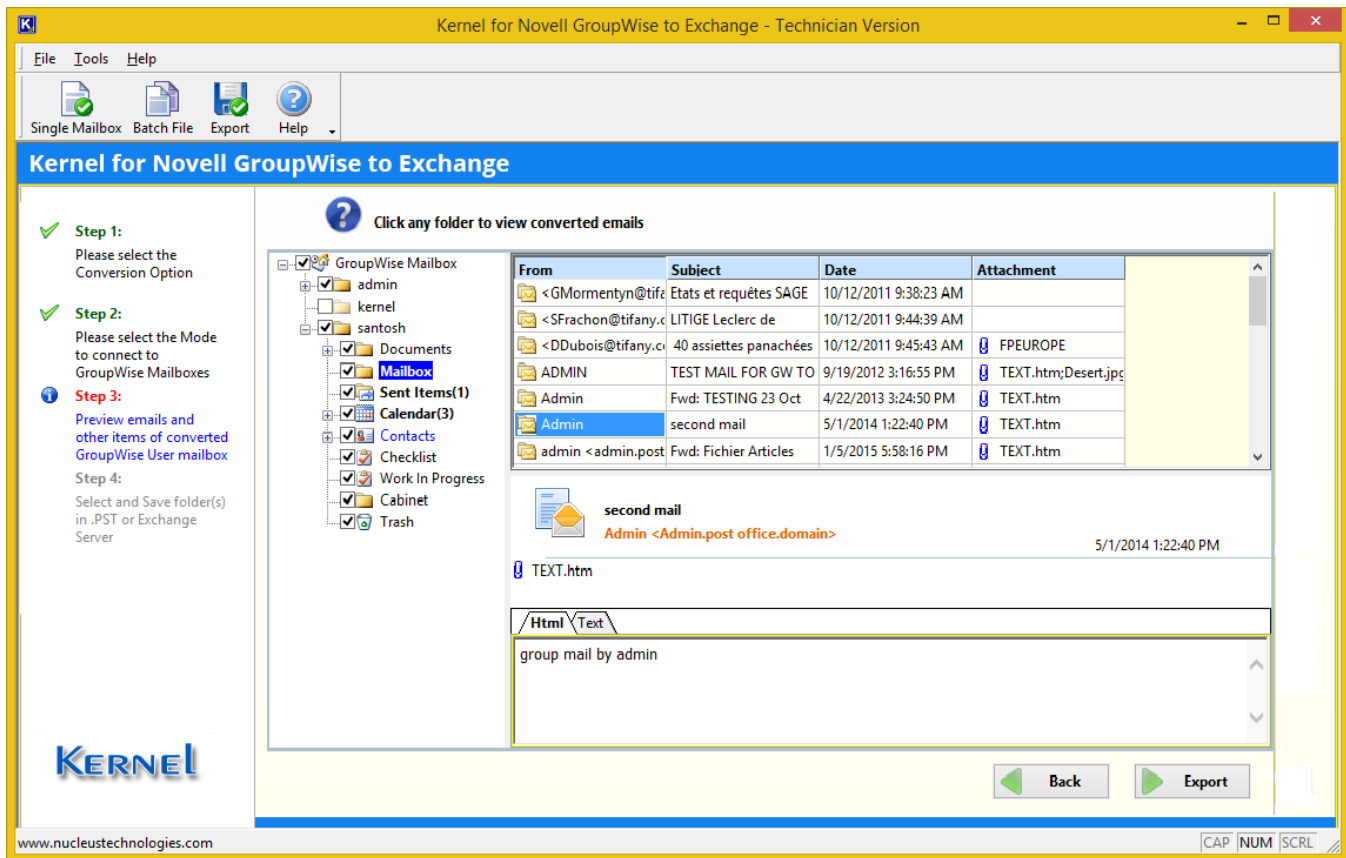 K
Kernel for Novell GroupWise to Exchange - Technician Version
File Tools Help
Single Mailbox Batch File Export Help
Kernel for Novell GroupWise to Exchange
Step 1:
Please select the
Conversion Option
Step 2:
Please select the Mode
to connect to
GroupWise Mailboxes
Step 3:
Preview emails and
other items of converted
GroupWise User mailbox
Step 4:
Select and Save folder(s)
in .PST or Exchange
Server
KERNEL
Click any folder to view converted emails
GroupWise Mailbox
admin
kernel
santosh
Documents
Mailbox
Sent Items(1)
Calendar(3)
Contacts
Checklist
Work In Progress
Cabinet
Trash
From Subject Date Attachment
<GMormentyn@tifa Etats et requêtes SAGE 10/12/2011 9:38:23 AM
<SFrachon@tifany.c LITIGE Leclerc de 10/12/2011 9:44:39 AM
<DDubois@tifany.co 40 assiettes panachées 10/12/2011 9:45:43 AM FPEUROPE
ADMIN TEST MAIL FOR GW TO 9/19/2012 3:16:55 PM TEXT.htm;Desert.jpg
Admin Fwd: TESTING 23 Oct 4/22/2013 3:24:50 PM TEXT.htm
Admin second mail 5/1/2014 1:22:40 PM TEXT.htm
admin <admin.post Fwd: Fichier Articles 1/5/2015 5:58:16 PM TEXT.htm
second mail
Admin <Admin.post office.domain>
5/1/2014 1:22:40 PM
TEXT.htm
Html Text
group mail by admin
Back Export
www.nucleustechnologies.com CAP NUM SCRL